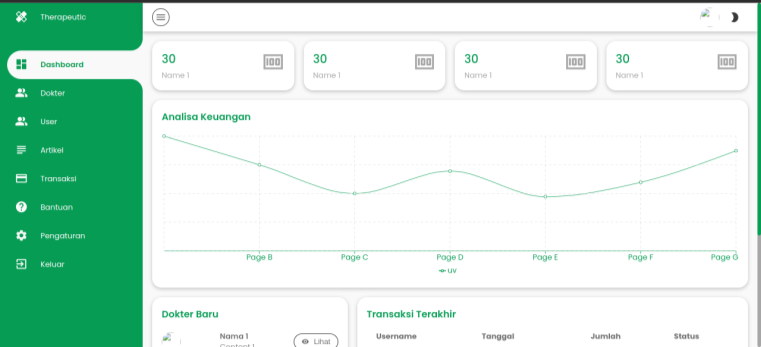 Therapeutic
Dashboard
Dokter
User
Artikel
Transaksi
Bantuan
Pengaturan
Keluar
30
Name 1
30
Name 1
30
Name 1
30
Name 1
Analisa Keuangan
Page B Page C Page D Page E Page F Page G
uv
Dokter Baru
Nama 1
Lihat
Transaksi Terakhir
Username Tanggal Jumlah Status